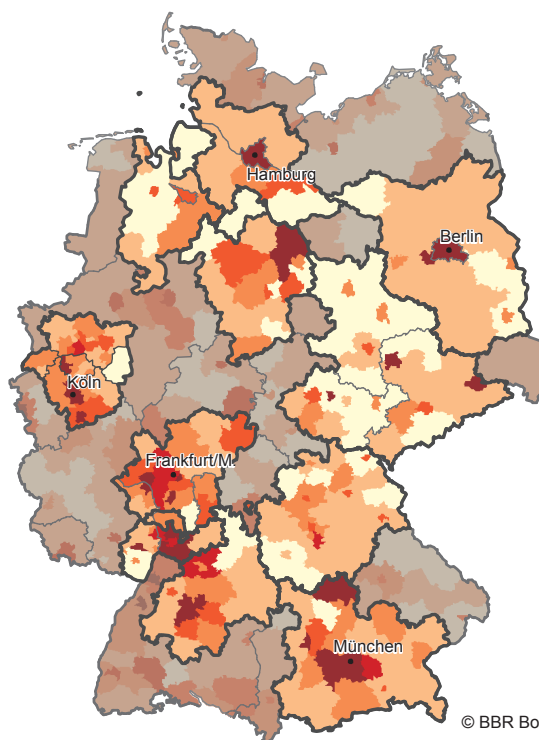 Hamburg
Berlin
Köln
Frankfurt/M.
München
© BBR Bo